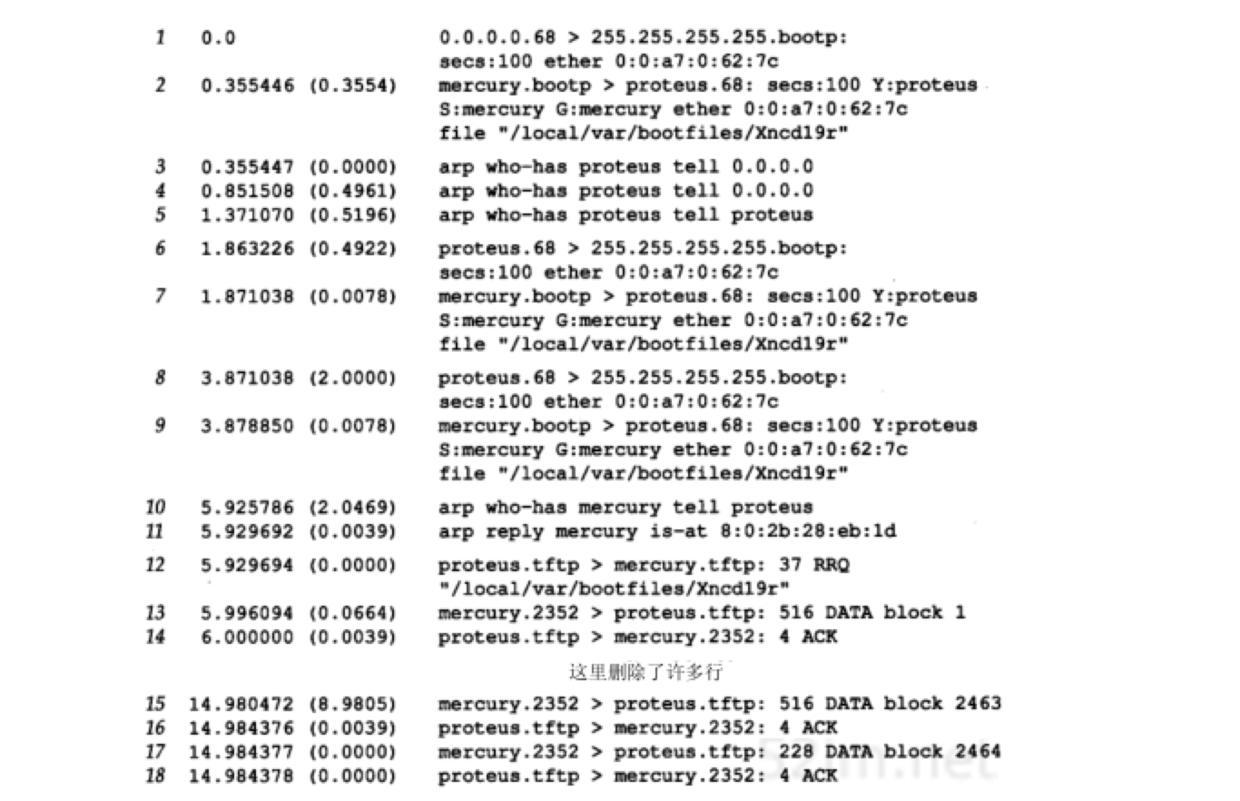 1 0.0 0.0.0.0.68 > 255.255.255.255.bootp:
secs:100 ether 0:0:a7:0:62:7c
2 0.355446 (0.3554) mercury.bootp > proteus.68: secs:100 Y:proteus
S:mercury G:mercury ether 0:0:a7:0:62:7c
file "/local/var/bootfiles/Xncd19r"
3 0.355447 (0.0000) arp who-has proteus tell 0.0.0.0
4 0.851508 (0.4961) arp who-has proteus tell 0.0.0.0
5 1.371070 (0.5196) arp who-has proteus tell proteus
6 1.863226 (0.4922) proteus.68 > 255.255.255.255.bootp:
secs:100 ether 0:0:a7:0:62:7c
7 1.871038 (0.0078) mercury.bootp > proteus.68: secs:100 Y:proteus
S:mercury G:mercury ether 0:0:a7:0:62:7c
file "/local/var/bootfiles/Xncd19r"
8 3.871038 (2.0000) proteus.68 > 255.255.255.255.bootp:
secs:100 ether 0:0:a7:0:62:7c
9 3.878850 (0.0078) mercury.bootp > proteus.68: secs:100 Y:proteus
S:mercury G:mercury ether 0:0:a7:0:62:7c
file "/local/var/bootfiles/Xncd19r"
10 5.925786 (2.0469) arp who-has mercury tell proteus
11 5.929692 (0.0039) arp reply mercury is-at 8:0:2b:28:eb:1d
12 5.929694 (0.0000) proteus.tftp > mercury.tftp: 37 RRQ
"/local/var/bootfiles/Xncd19r"
13 5.996094 (0.0664) mercury.2352 > proteus.tftp: 516 DATA block 1
14 6.000000 (0.0039) proteus.tftp > mercury.2352: 4 ACK
这里删除了许多行
15 14.980472 (8.9805) mercury.2352 > proteus.tftp: 516 DATA block 2463
16 14.984376 (0.0039) proteus.tftp > mercury.2352: 4 ACK
17 14.984377 (0.0000) mercury.2352 > proteus.tftp: 228 DATA block 2464
18 14.984378 (0.0000) proteus.tftp > mercury.2352: 4 ACK
52im.net